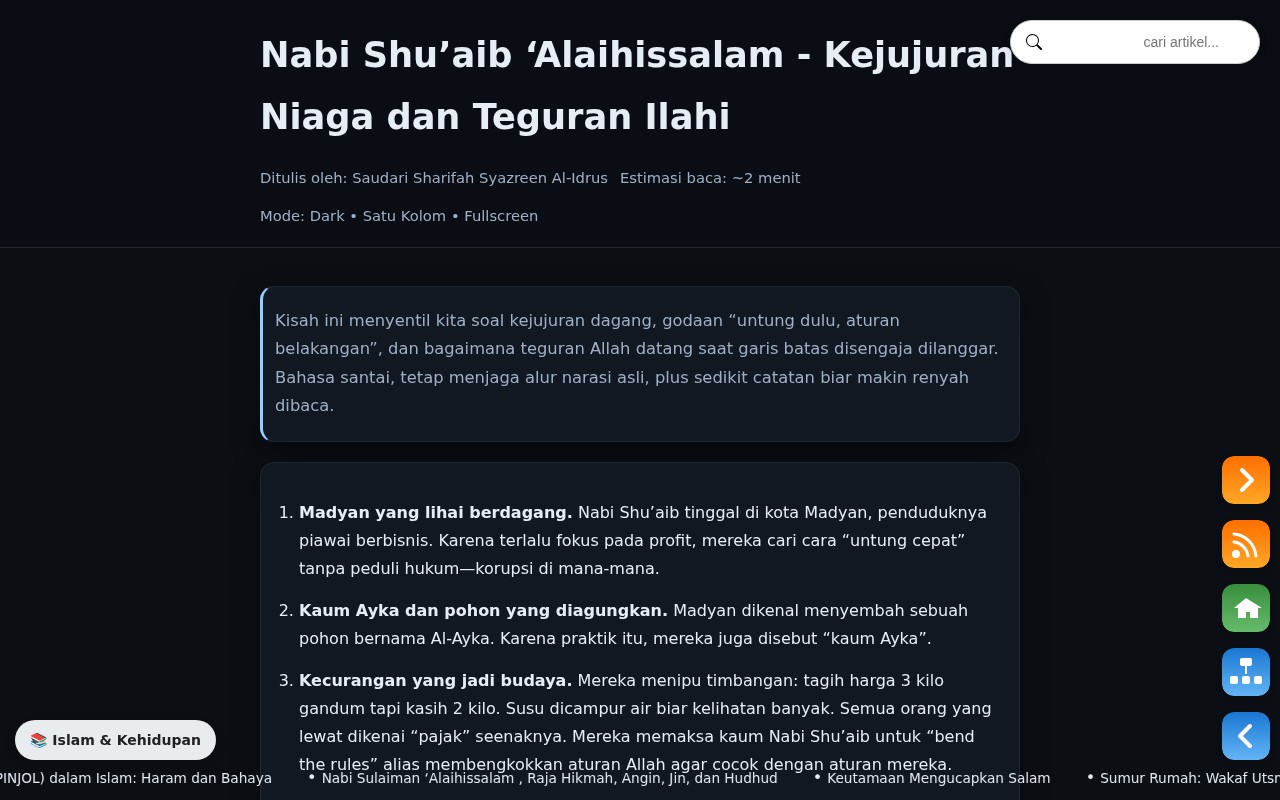 Nabi Shu’aib ‘Alaihissalam - Kejujuran
Niaga dan Teguran Ilahi
cari artikel...
Ditulis oleh: Saudari Sharifah Syazreen Al-Idrus Estimasi baca: ~2 menit
Mode: Dark • Satu Kolom • Fullscreen
Kisah ini menyentil kita soal kejujuran dagang, godaan “untung dulu, aturan
belakangan”, dan bagaimana teguran Allah datang saat garis batas disengaja dilanggar.
Bahasa santai, tetap menjaga alur narasi asli, plus sedikit catatan biar makin renyah
dibaca.
1. Madyan yang lihai berdagang. Nabi Shu’aib tinggal di kota Madyan, penduduknya
piawai berbisnis. Karena terlalu fokus pada profit, mereka cari cara “untung cepat”
tanpa peduli hukum—korupsi di mana-mana.
2. Kaum Ayka dan pohon yang diagungkan. Madyan dikenal menyembah sebuah
pohon bernama Al-Ayka. Karena praktik itu, mereka juga disebut “kaum Ayka”.
3. Kecurangan yang jadi budaya. Mereka menipu timbangan: tagih harga 3 kilo
gandum tapi kasih 2 kilo. Susu dicampur air biar kelihatan banyak. Semua orang yang
lewat dikenai “pajak” seenaknya. Mereka memaksa kaum Nabi Shu’aib untuk “bend
the rules” alias membengkokkan aturan Allah agar cocok dengan aturan mereka.
📚 Islam & Kehidupan
PINJOL) dalam Islam: Haram dan Bahaya • Nabi Sulaiman ‘Alaihissalam , Raja Hikmah, Angin, Jin, dan Hudhud • Keutamaan Mengucapkan Salam • Sumur Rumah: Wakaf